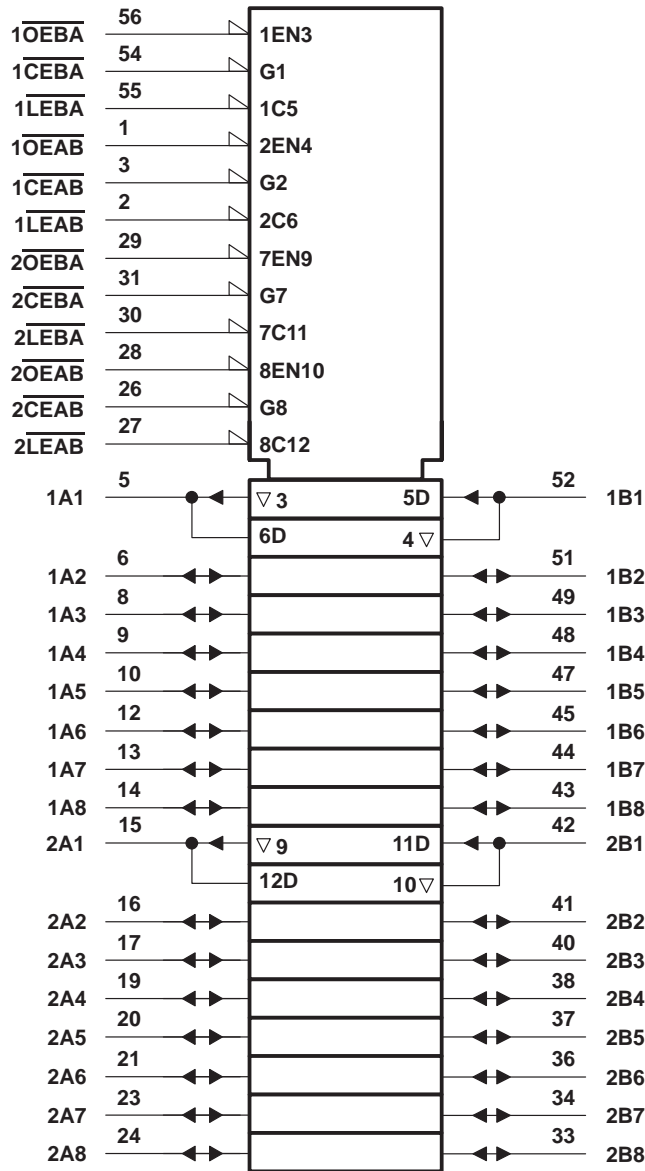 1OEBA 56 1EN3
1CEBA 54 G1
1LEBA 55 1C5
1OEAB 1 2EN4
1CEAB 3 G2
1LEAB 2 2C6
2OEBA 29 7EN9
2CEBA 31 G7
2LEBA 30 7C11
2OEAB 28 8EN10
2CEAB 26 G8
2LEAB 27 8C12
1A1 5 ▽ 3 5D 52 1B1
6D 4 ▽
1A2 6 51 1B2
1A3 8 49 1B3
1A4 9 48 1B4
1A5 10 47 1B5
1A6 12 45 1B6
1A7 13 44 1B7
1A8 14 43 1B8
2A1 15 ▽ 9 11D 42 2B1
12D 10 ▽
2A2 16 41 2B2
2A3 17 40 2B3
2A4 19 38 2B4
2A5 20 37 2B5
2A6 21 36 2B6
2A7 23 34 2B7
2A8 24 33 2B8